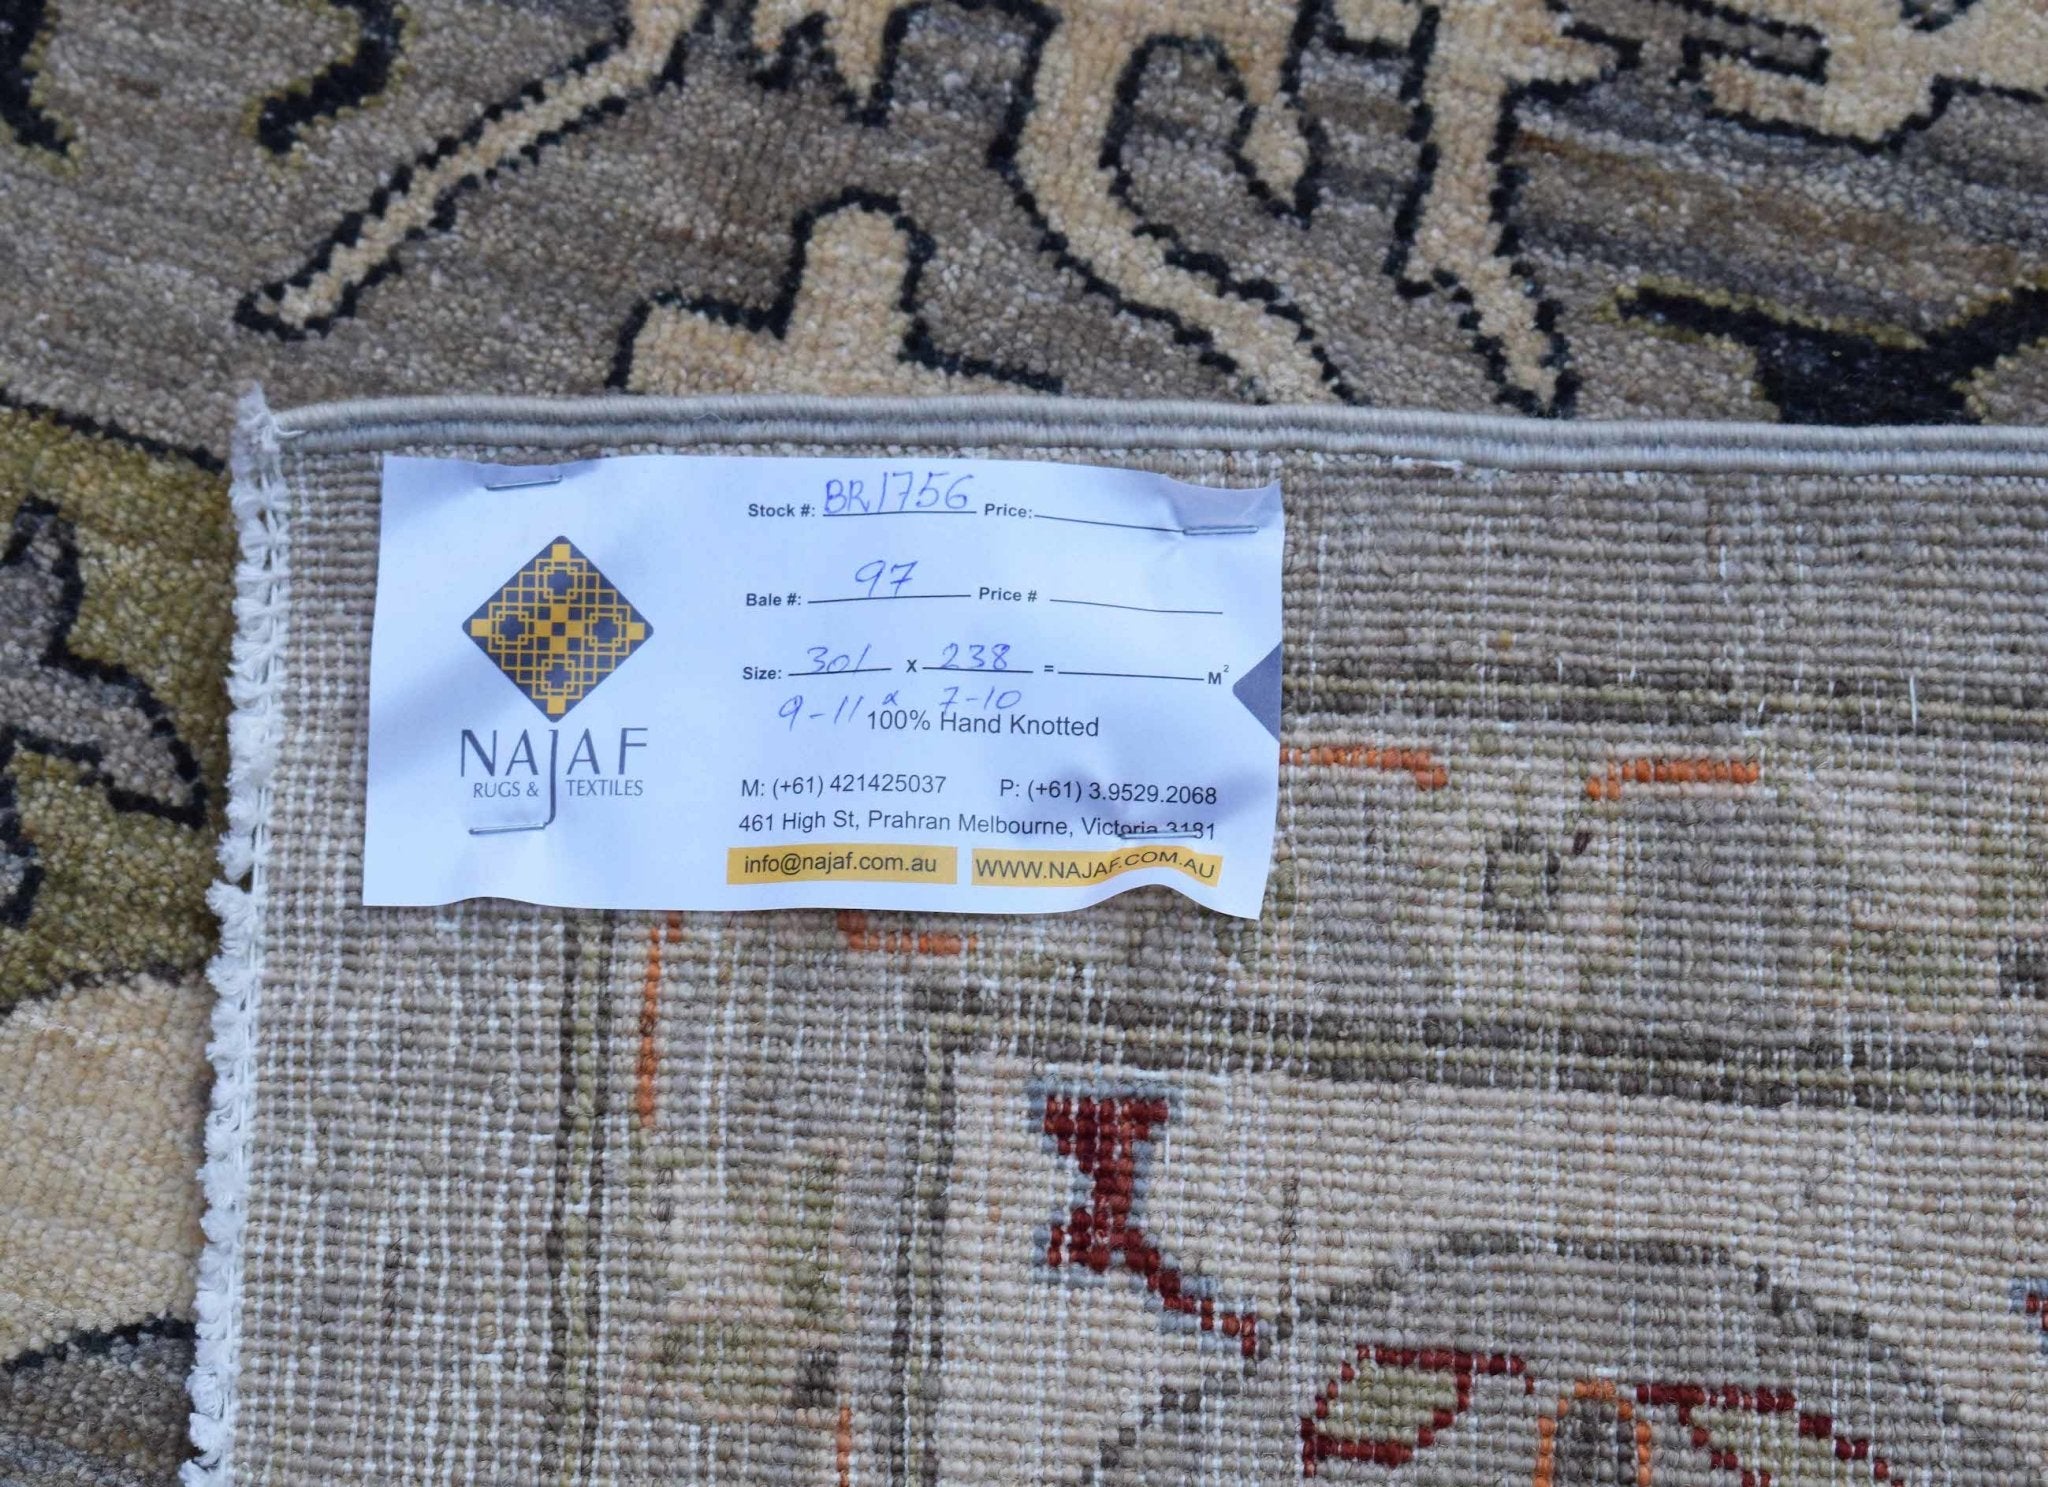 Stock #: BR1756 Price:
Bale #: 97 Price #
Size: 301 x 238 = M²
9-11 x 7-10
100% Hand Knotted
NAJAF
RUGS & TEXTILES
M: (+61) 421425037 P: (+61) 3.9529.2068
461 High St, Prahran Melbourne, Victoria 3181
info@najaf.com.au WWW.NAJAF.COM.AU